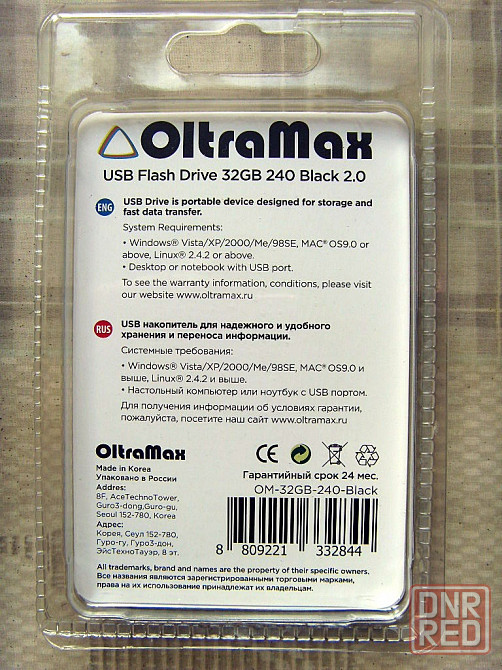 OltraMax
USB Flash Drive 32GB 240 Black 2.0
ENG
USB Drive is portable device designed for storage and
fast data transfer.
System Requirements:
• Windows® Vista/XP/2000/Me/98SE, MAC® OS9.0 or
above, Linux® 2.4.2 or above.
• Desktop or notebook with USB port.
To see the warranty information, conditions, please visit
our website www.oltramax.ru
RUS
USB накопитель для надежного и удобного
хранения и переноса информации.
Системные требования:
• Windows® Vista/XP/2000/Me/98SE, MAC® OS9.0 и
выше, Linux® 2.4.2 и выше.
• Настольный компьютер или ноутбук с USB портом.
Для получения информации об условиях гарантии,
пожалуйста, посетите наш сайт www.oltramax.ru
OltraMax
Made in Korea
Упаковано в России
Addres:
8F, AceTechnoTower,
Guro3-dong,Guro-gu,
Seoul 152-780, Korea
Адрес:
Корея, Сеул 152-780,
Гуро-гу, Гуро3-дон,
ЭйсТехноТауэр, 8 эт.
CE
Гарантийный срок 24 мес.
OM-32GB-240-Black
8 809221 332844
All trademarks, brand and names are the property of their specific owners.
Все названия являются зарегистрированными торговыми марками,
права на их использование принадлежат их владельцам.
DNR
RED